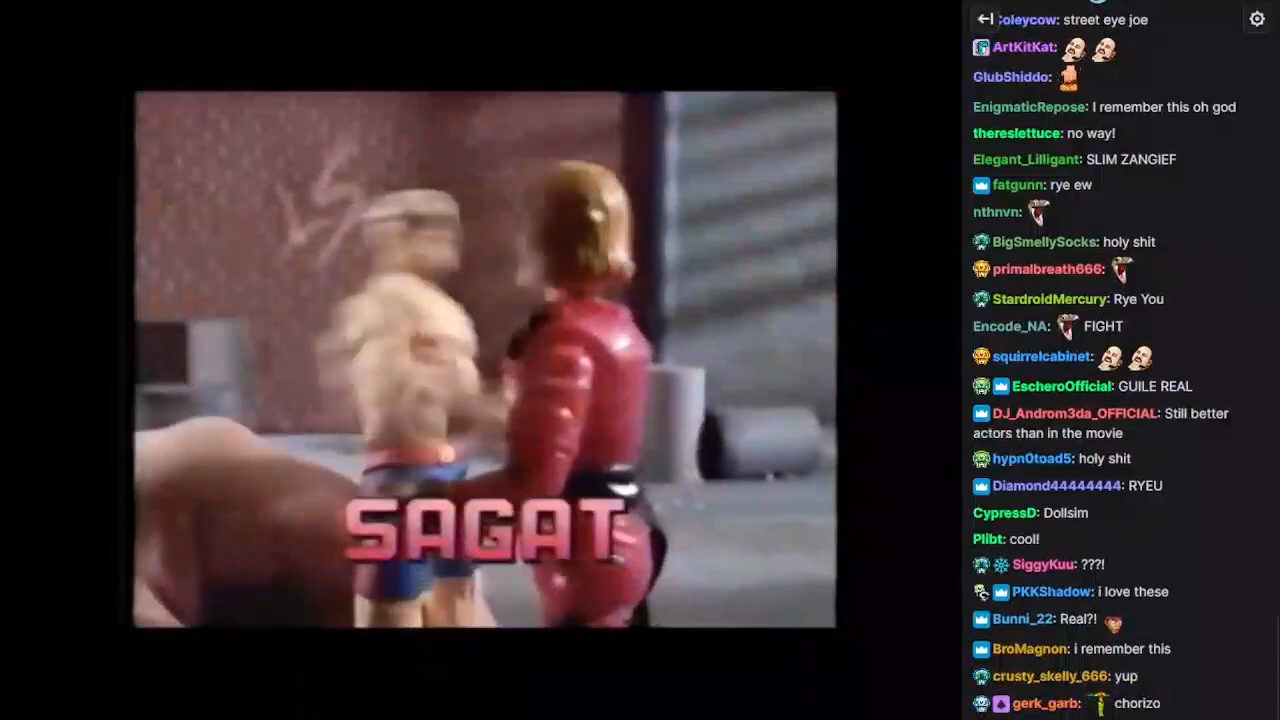 VS
SAGAT
Coleycow: street eye joe
ArtKitKat:
GlubShiddo:
EnigmaticRepose: I remember this oh god
thereslettuce: no way!
Elegant_Lilligant: SLIM ZANGIEF
fatgunn: rye ew
nthnvn:
BigSmellySocks: holy shit
primalbreath666:
StardroidMercury: Rye You
Encode_NA: FIGHT
squirrelcabinet:
EscheroOfficial: GUILE REAL
DJ_Androm3da_OFFICIAL: Still better
actors than in the movie
hypn0toad5: holy shit
Diamond44444444: RYEU
CypressD: Dollsim
Plibt: cool!
SiggyKuu: ???!
PKKShadow: i love these
Bunni_22: Real?!
BroMagnon: i remember this
crusty_skelly_666: yup
gerk_garb: chorizo